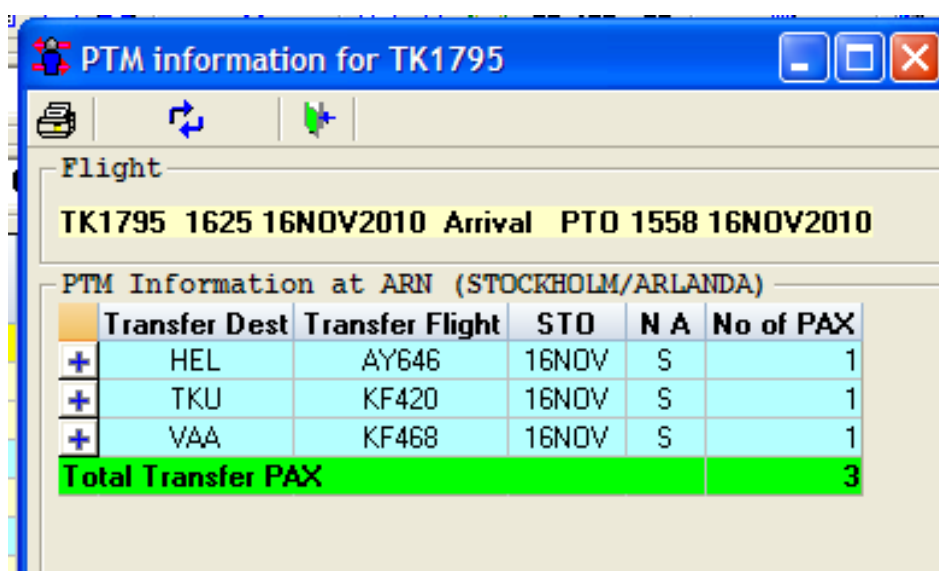 PTM information for TK1795
Flight
TK1795 1625 16NOV2010 Arrival PTO 1558 16NOV2010
PTM Information at ARN (STOCKHOLM/ARLANDA)
Transfer Dest Transfer Flight STO N A No of PAX
HEL AY646 16NOV S 1
TKU KF420 16NOV S 1
VAA KF468 16NOV S 1
Total Transfer PAX 3